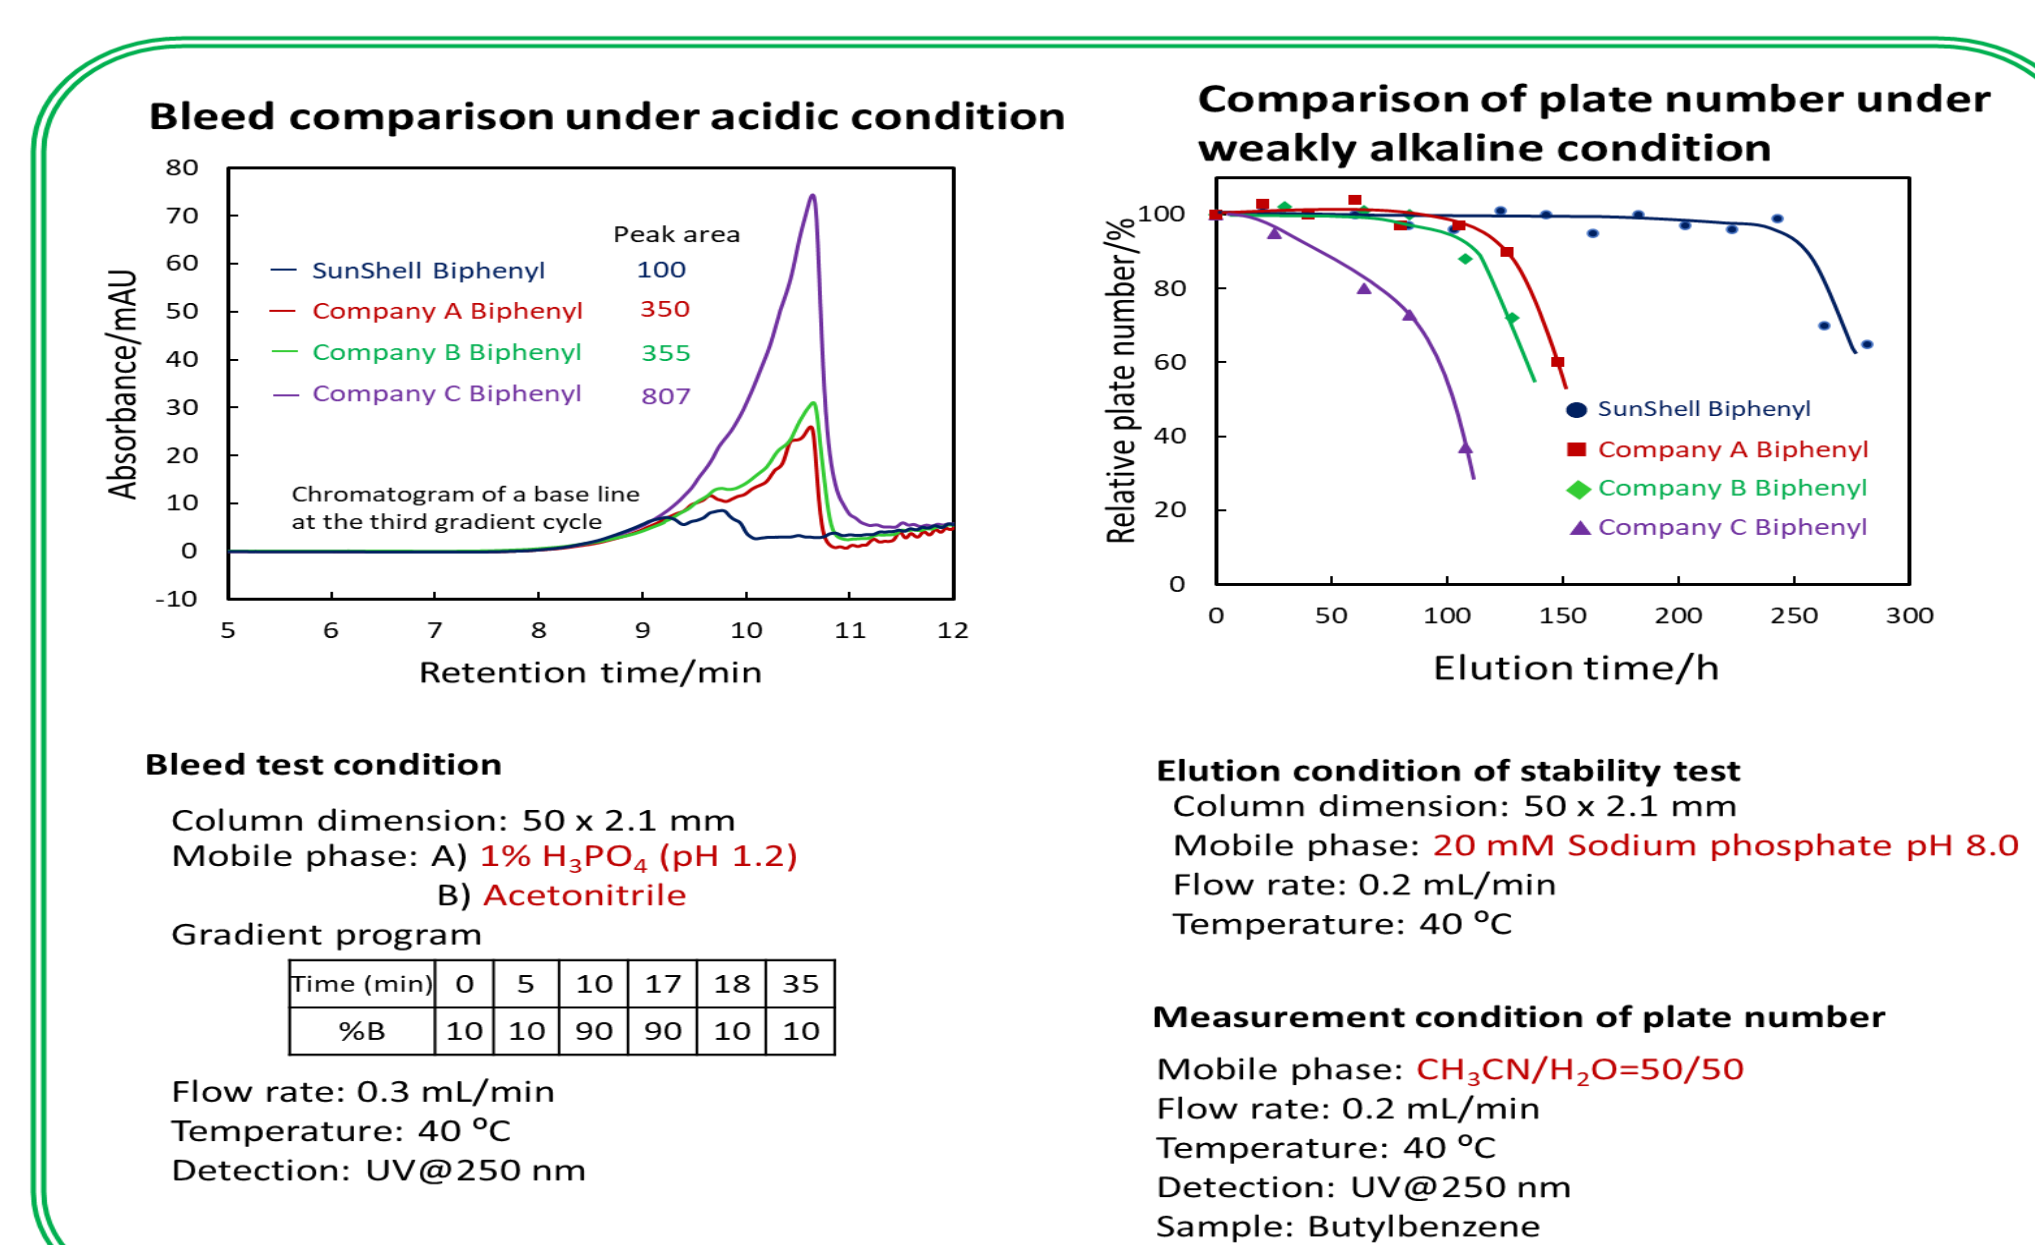 Bleed comparison under acidic condition
80
70
60
50
40
30
20
10
0
-10
Absorbance/mAU
Peak area
SunShell Biphenyl 100
Company A Biphenyl 350
Company B Biphenyl 355
Company C Biphenyl 807
Chromatogram of a base line
at the third gradient cycle
5 6 7 8 9 10 11 12
Retention time/min
Comparison of plate number under
weakly alkaline condition
100
80
60
40
20
0
Relative plate number/%
SunShell Biphenyl
Company A Biphenyl
Company B Biphenyl
Company C Biphenyl
0 50 100 150 200 250 300
Elution time/h
Bleed test condition
Column dimension: 50 x 2.1 mm
Mobile phase: A) 1% H₃PO₄ (pH 1.2)
B) Acetonitrile
Gradient program
Time (min) 0 5 10 17 18 35
%B 10 10 90 90 10 10
Flow rate: 0.3 mL/min
Temperature: 40 ºC
Detection: UV@250 nm
Elution condition of stability test
Column dimension: 50 x 2.1 mm
Mobile phase: 20 mM Sodium phosphate pH 8.0
Flow rate: 0.2 mL/min
Temperature: 40 ºC
Measurement condition of plate number
Mobile phase: CH₃CN/H₂O=50/50
Flow rate: 0.2 mL/min
Temperature: 40 ºC
Detection: UV@250 nm
Sample: Butylbenzene